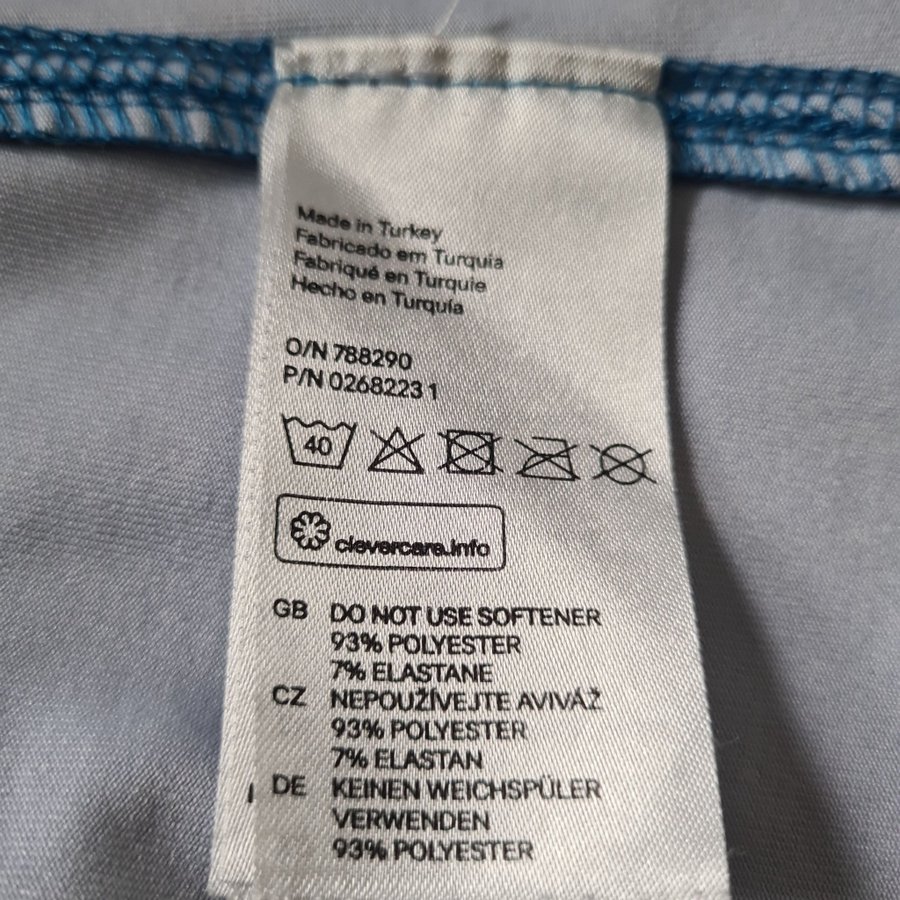 Made in Turkey
Fabricado em Turquia
Fabriqué en Turquie
Hecho en Turquía
O/N 788290
P/N 02682231
40
clevercare.info
GB DO NOT USE SOFTENER
93% POLYESTER
7% ELASTANE
CZ NEPOUŽÍVEJTE AVIVÁŽ
93% POLYESTER
7% ELASTAN
DE KEINEN WEICHSPÜLER
VERWENDEN
93% POLYESTER